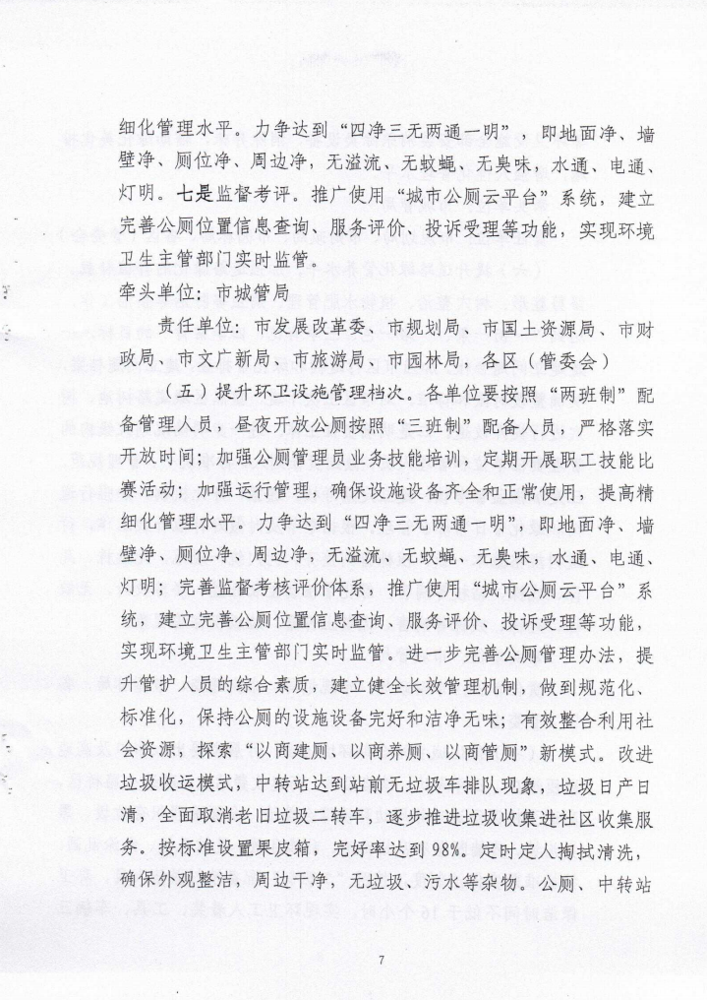 细化管理水平。力争达到“四净三无两通一明”，即地面净、墙
壁净、厕位净、周边净，无溢流、无蚊蝇、无臭味，水通、电通、
灯明。七是监督考评。推广使用“城市公厕云平台”系统，建立
完善公厕位置信息查询、服务评价、投诉受理等功能，实现环境
卫生主管部门实时监管。
牵头单位：市城管局
责任单位：市发展改革委、市规划局、市国土资源局、市财
政局、市文广新局、市旅游局、市园林局，各区（管委会）
（五）提升环卫设施管理档次。各单位要按照“两班制”配
备管理人员，昼夜开放公厕按照“三班制”配备人员，严格落实
开放时间；加强公厕管理员业务技能培训，定期开展职工技能比
赛活动；加强运行管理，确保设施设备齐全和正常使用，提高精
细化管理水平。力争达到“四净三无两通一明”，即地面净、墙
壁净、厕位净、周边净，无溢流、无蚊蝇、无臭味，水通、电通、
灯明；完善监督考核评价体系，推广使用“城市公厕云平台”系
统，建立完善公厕位置信息查询、服务评价、投诉受理等功能，
实现环境卫生主管部门实时监管。进一步完善公厕管理办法，提
升管护人员的综合素质，建立健全长效管理机制，做到规范化、
标准化，保持公厕的设施设备完好和洁净无味；有效整合利用社
会资源，探索“以商建厕、以商养厕、以商管厕”新模式。改进
垃圾收运模式，中转站达到站前无垃圾车排队现象，垃圾日产日
清，全面取消老旧垃圾二转车，逐步推进垃圾收集进社区收集服
务。按标准设置果皮箱，完好率达到98%。定时定人掏拭清洗，
确保外观整洁，周边干净，无垃圾、污水等杂物。公厕、中转站
7